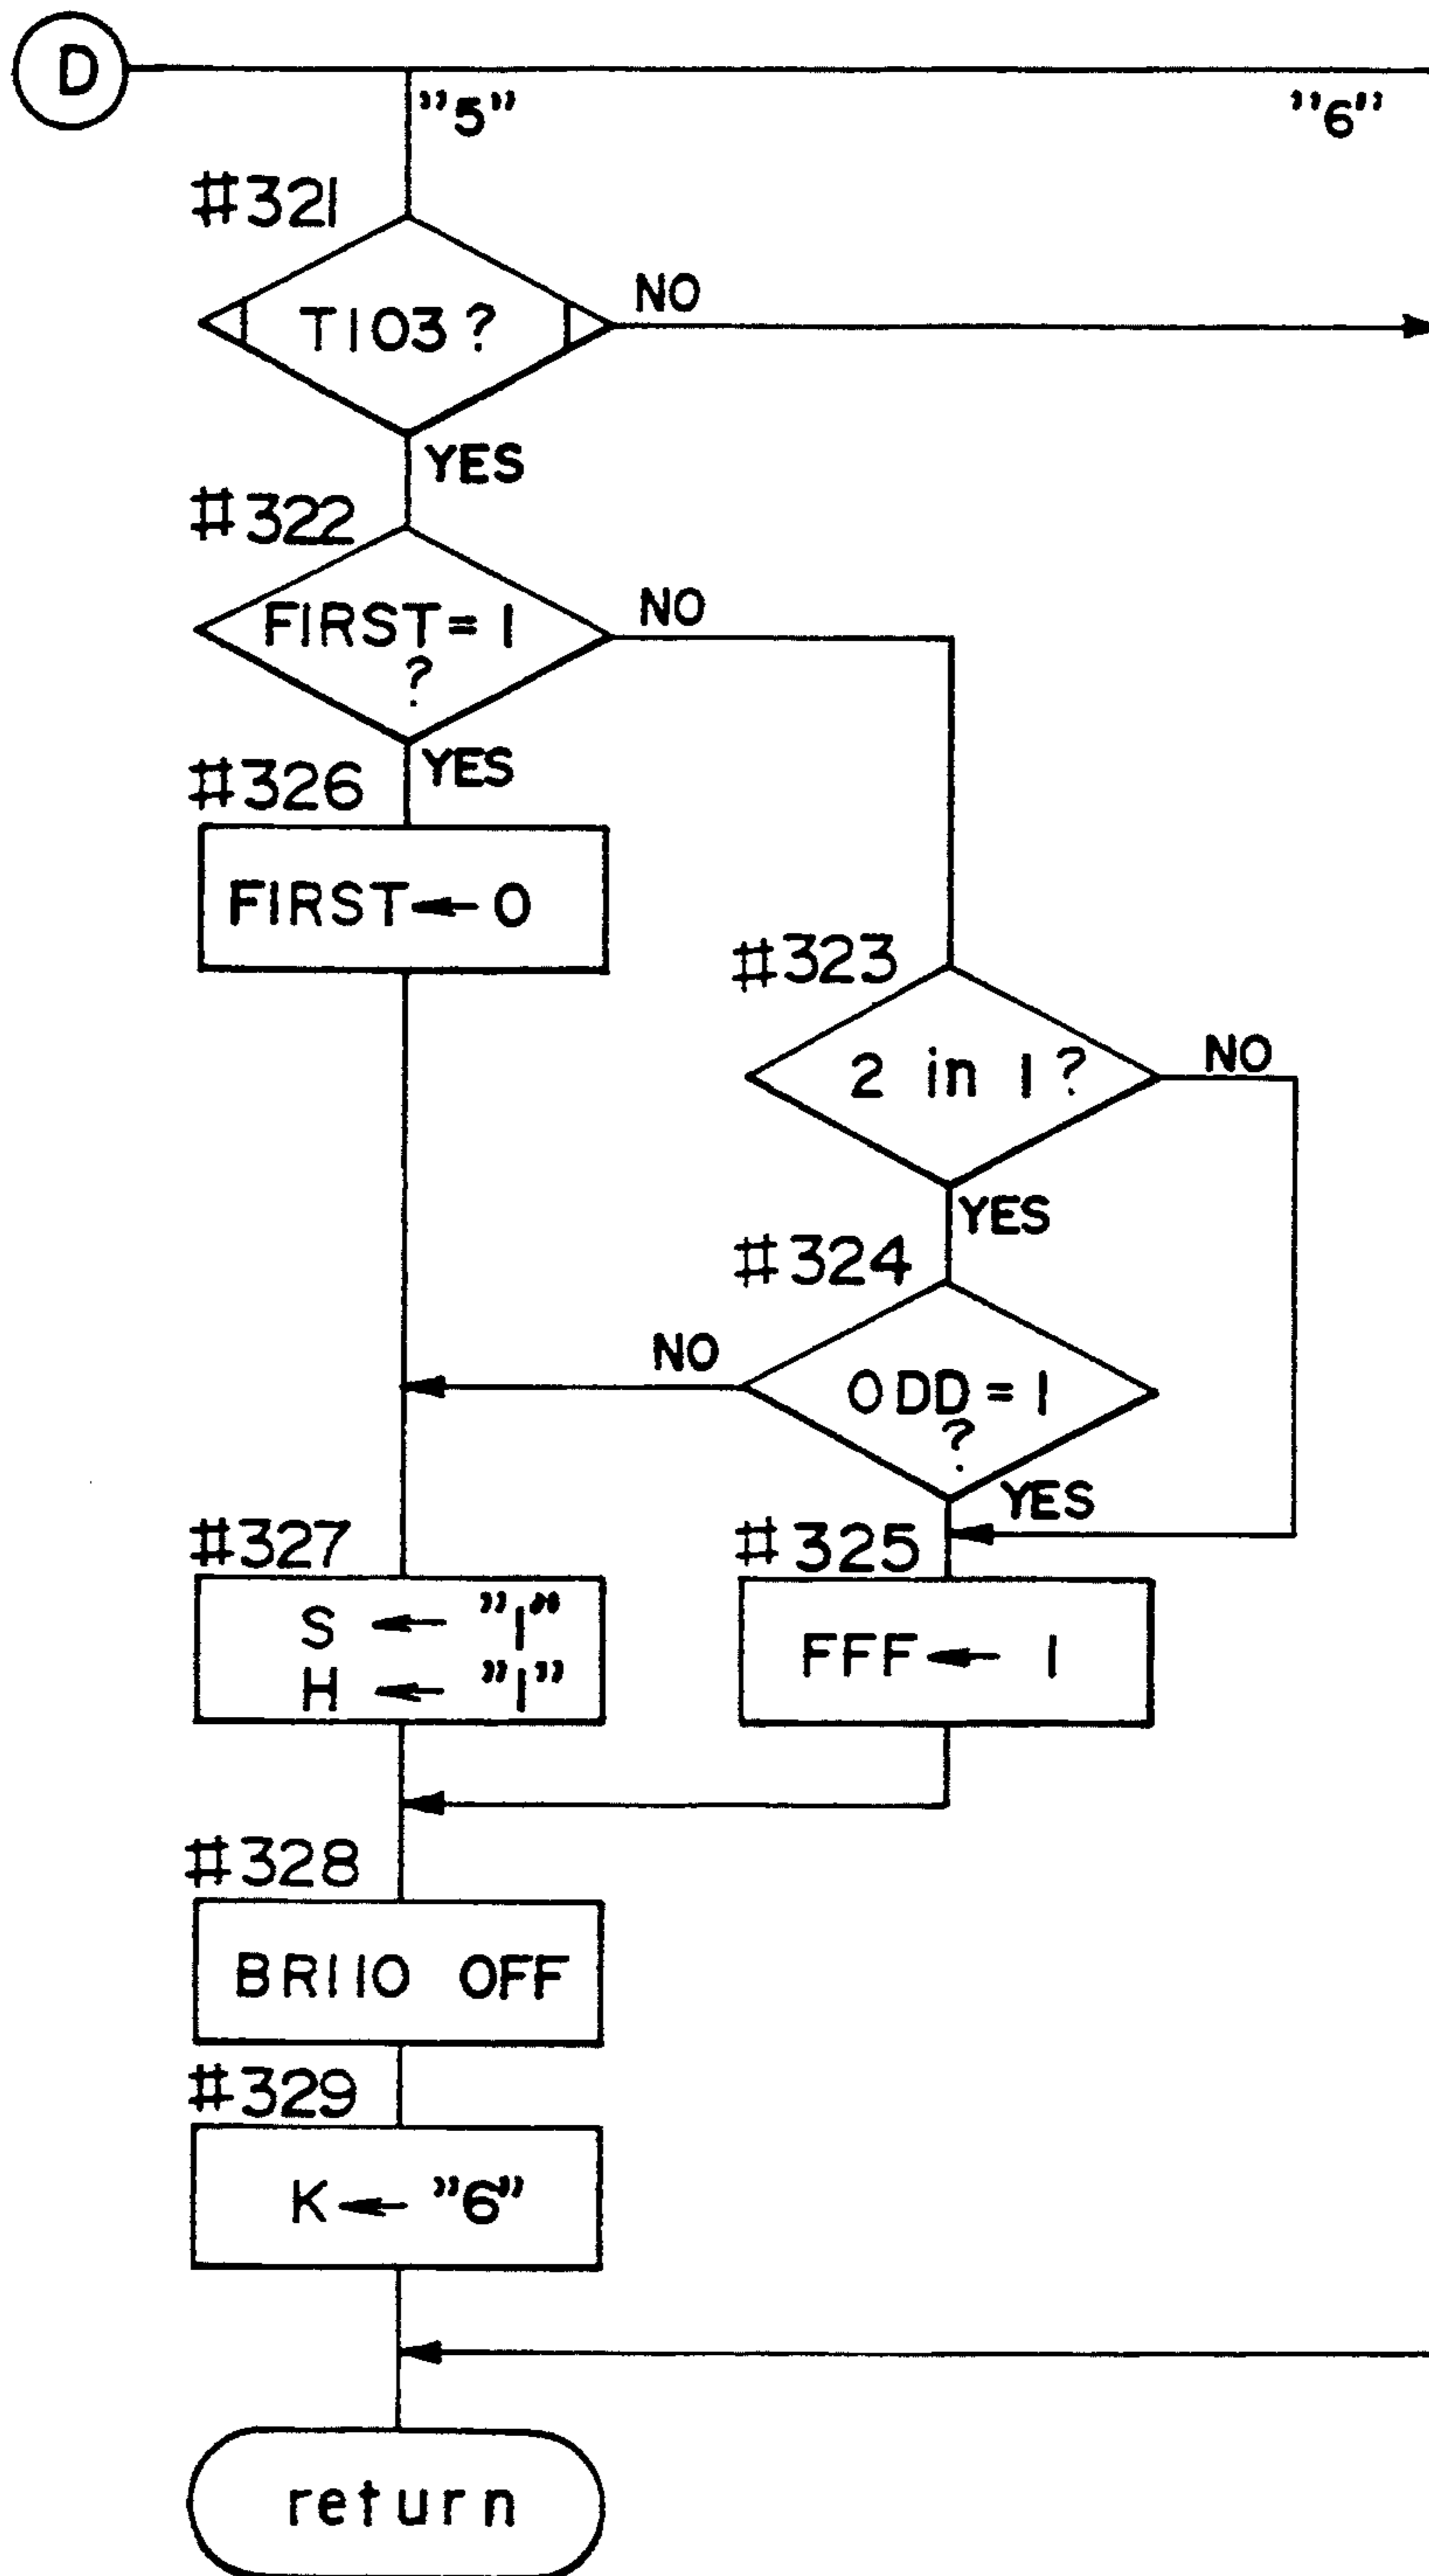 D
"5"
"6"
#321
T103?
NO
YES
#322
FIRST=1
?
NO
YES
#326
FIRST←0
#323
2 in 1?
NO
YES
#324
NO
ODD=1
?
YES
#327
S ← "1"
H ← "1"
#325
FFF ← 1
#328
BR110 OFF
#329
K ← "6"
return